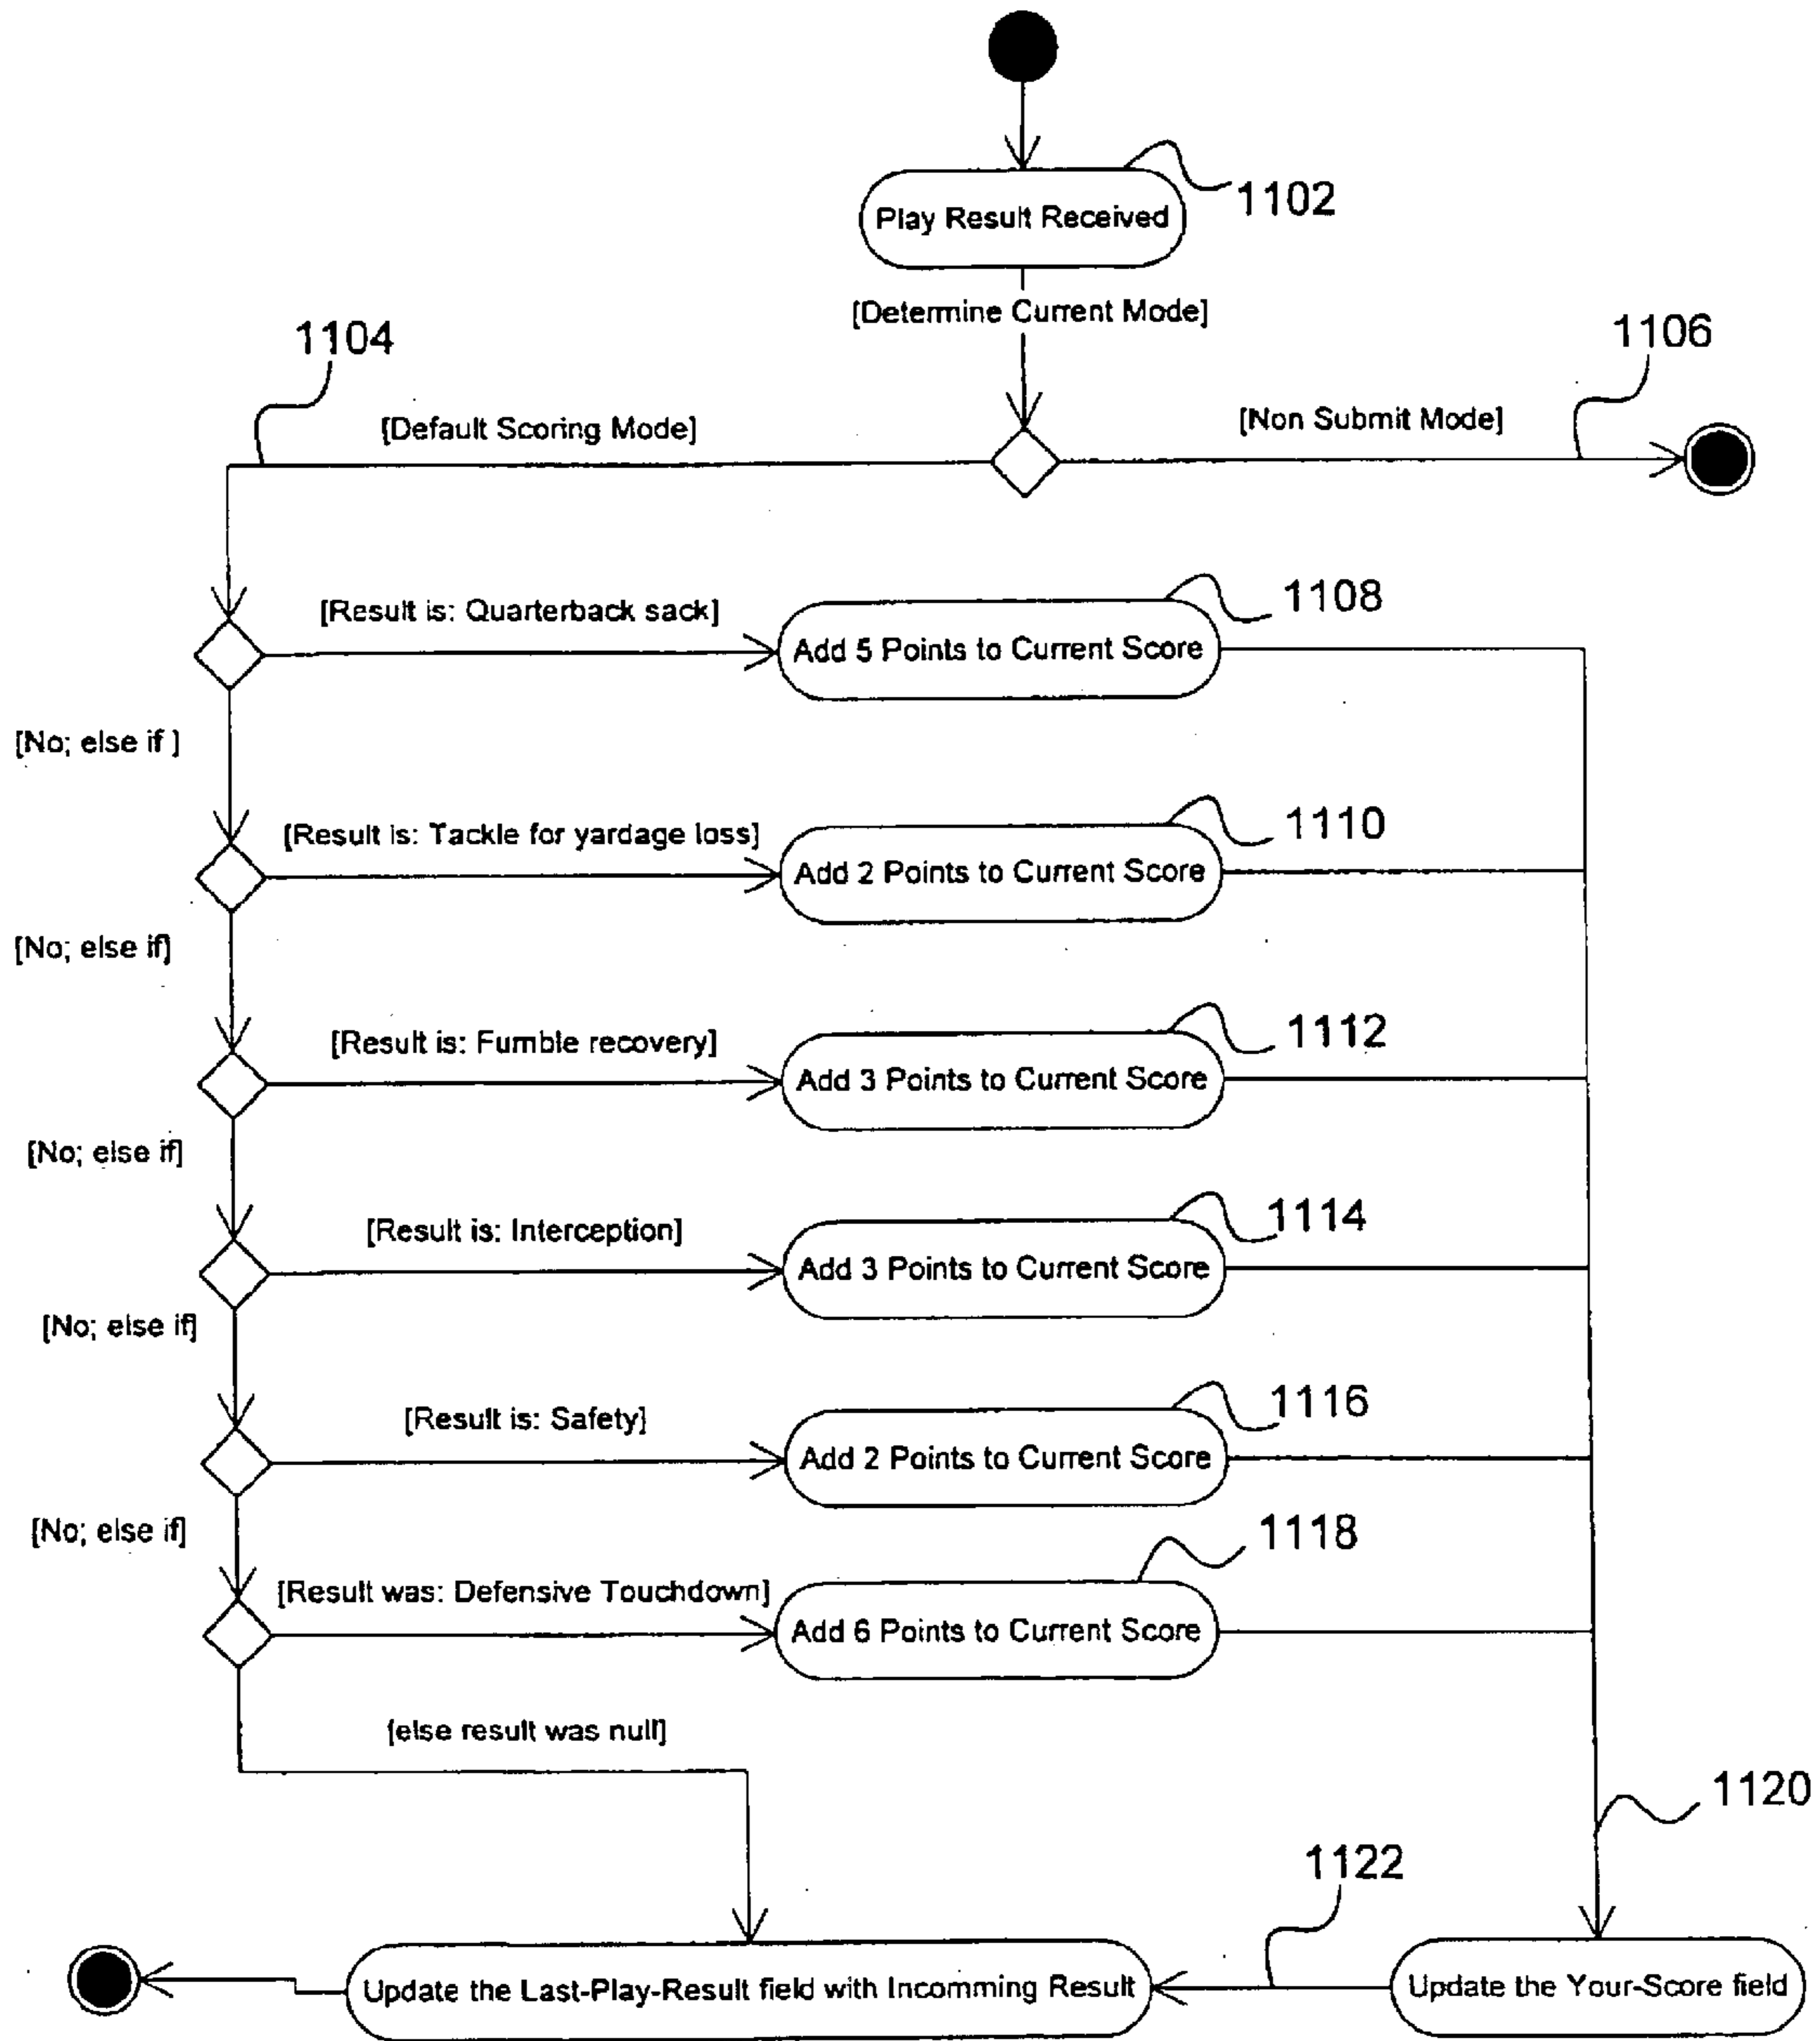 Play Result Received
1102
[Determine Current Mode]
1104
1106
[Default Scoring Mode]
[Non Submit Mode]
[Result is: Quarterback sack]
1108
Add 5 Points to Current Score
[No; else if ]
[Result is: Tackle for yardage loss]
1110
Add 2 Points to Current Score
[No; else if]
[Result is: Fumble recovery]
1112
Add 3 Points to Current Score
[No; else if]
[Result is: Interception]
1114
Add 3 Points to Current Score
[No; else if]
[Result is: Safety]
1116
Add 2 Points to Current Score
[No; else if]
[Result was: Defensive Touchdown]
1118
Add 6 Points to Current Score
[else result was null]
1120
1122
Update the Last-Play-Result field with Incomming Result
Update the Your-Score field